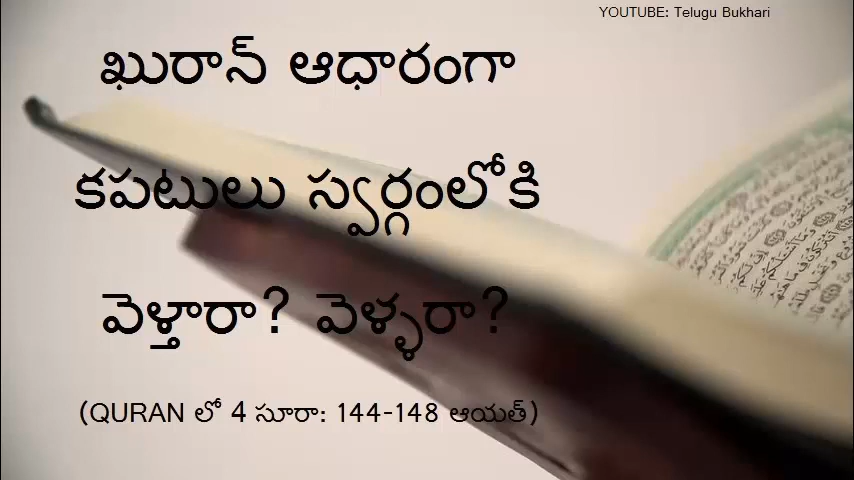 YOUTUBE: Telugu Bukhari
ఖురాన్ ఆధారంగా
కపటులు స్వర్గంలోకి
వెళ్తారా? వెళ్ళరా?
(QURAN లో 4 సూరా: 144-148 ఆయత్)